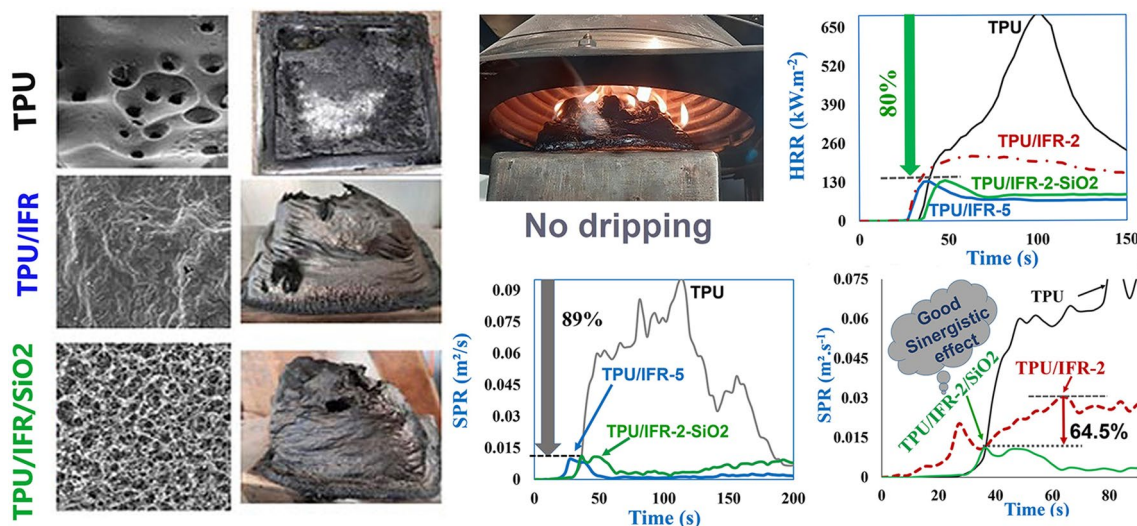 TPU
TPU/IFR
TPU/IFR/SiO2
No dripping
HRR (kW.m-2)
650
520
390
260
130
0
80%
TPU
TPU/IFR-2
TPU/IFR-2-SiO2
TPU/IFR-5
0 50 100 150
Time (s)
SPR (m²/s)
0.09
0.075
0.06
0.045
0.03
0.015
0
89%
TPU
TPU/IFR-5
TPU/IFR-2-SiO2
0 50 100 150 200
Time (s)
SPR (m².s-1)
0.075
0.06
0.045
0.03
0.015
0
Good
Sinergistic
effect
TPU
TPU/IFR-2
TPU/IFR-2/SiO2
64.5%
0 20 40 60 80
Time (s)